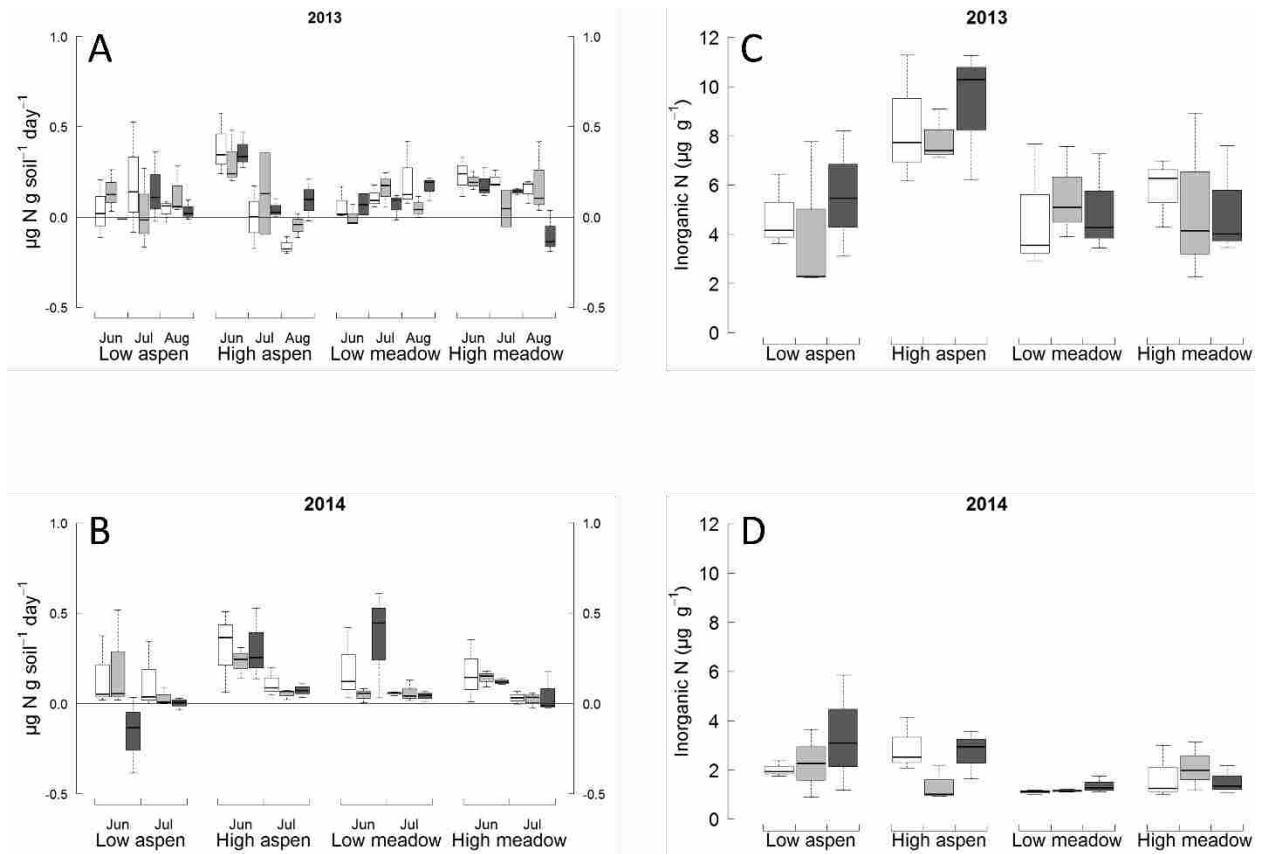 2013
A
1.0
1.0
0.5
0.5
0.0
0.0
-0.5
-0.5
µg N g soil⁻¹ day⁻¹
Jun Jul Aug Jun Jul Aug Jun Jul Aug Jun Jul Aug
Low aspen High aspen Low meadow High meadow
2013
C
12
10
8
6
4
2
0
Inorganic N (µg g⁻¹)
Low aspen High aspen Low meadow High meadow
2014
B
1.0
1.0
0.5
0.5
0.0
0.0
-0.5
-0.5
µg N g soil⁻¹ day⁻¹
Jun Jul Jun Jul Jun Jul Jun Jul
Low aspen High aspen Low meadow High meadow
2014
D
12
10
8
6
4
2
0
Inorganic N (µg g⁻¹)
Low aspen High aspen Low meadow High meadow